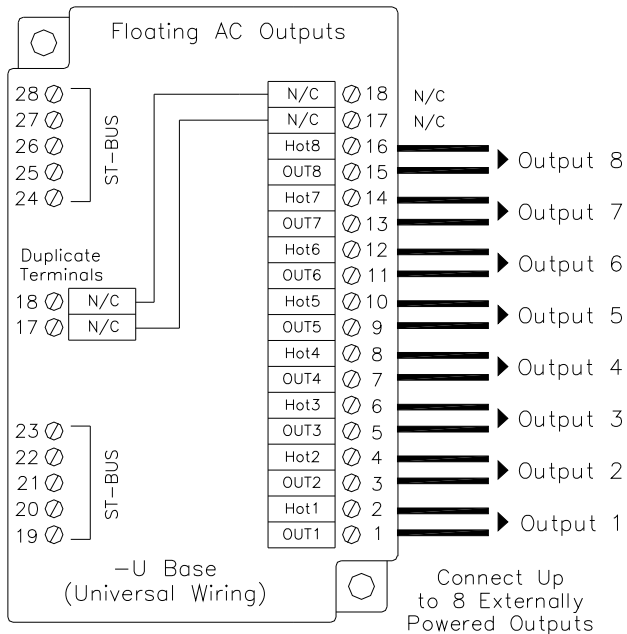 Floating AC Outputs
28
27
26
25
24
ST-BUS
Duplicate
Terminals
18 N/C
17 N/C
23
22
21
20
19
ST-BUS
N/C 18 N/C
N/C 17 N/C
Hot8 16
OUT8 15
Output 8
Hot7 14
OUT7 13
Output 7
Hot6 12
OUT6 11
Output 6
Hot5 10
OUT5 9
Output 5
Hot4 8
OUT4 7
Output 4
Hot3 6
OUT3 5
Output 3
Hot2 4
OUT2 3
Output 2
Hot1 2
OUT1 1
Output 1
-U Base
(Universal Wiring)
Connect Up
to 8 Externally
Powered Outputs